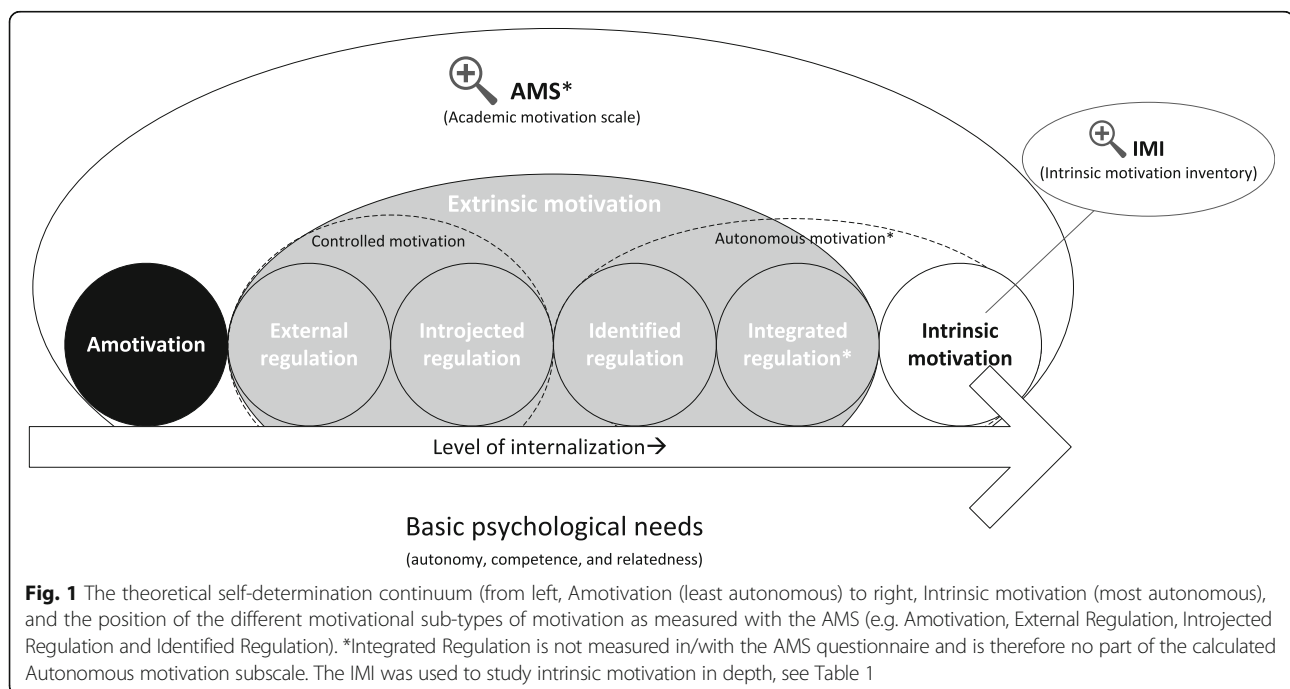 AMS*
(Academic motivation scale)
IMI
(Intrinsic motivation inventory)
Extrinsic motivation
Controlled motivation
Autonomous motivation*
Amotivation
External
regulation
Introjected
regulation
Identified
regulation
Integrated
regulation*
Intrinsic
motivation
Level of internalization→
Basic psychological needs
(autonomy, competence, and relatedness)
Fig. 1 The theoretical self-determination continuum (from left, Amotivation (least autonomous) to right, Intrinsic motivation (most autonomous),
and the position of the different motivational sub-types of motivation as measured with the AMS (e.g. Amotivation, External Regulation, Introjected
Regulation and Identified Regulation). *Integrated Regulation is not measured in/with the AMS questionnaire and is therefore no part of the calculated
Autonomous motivation subscale. The IMI was used to study intrinsic motivation in depth, see Table 1